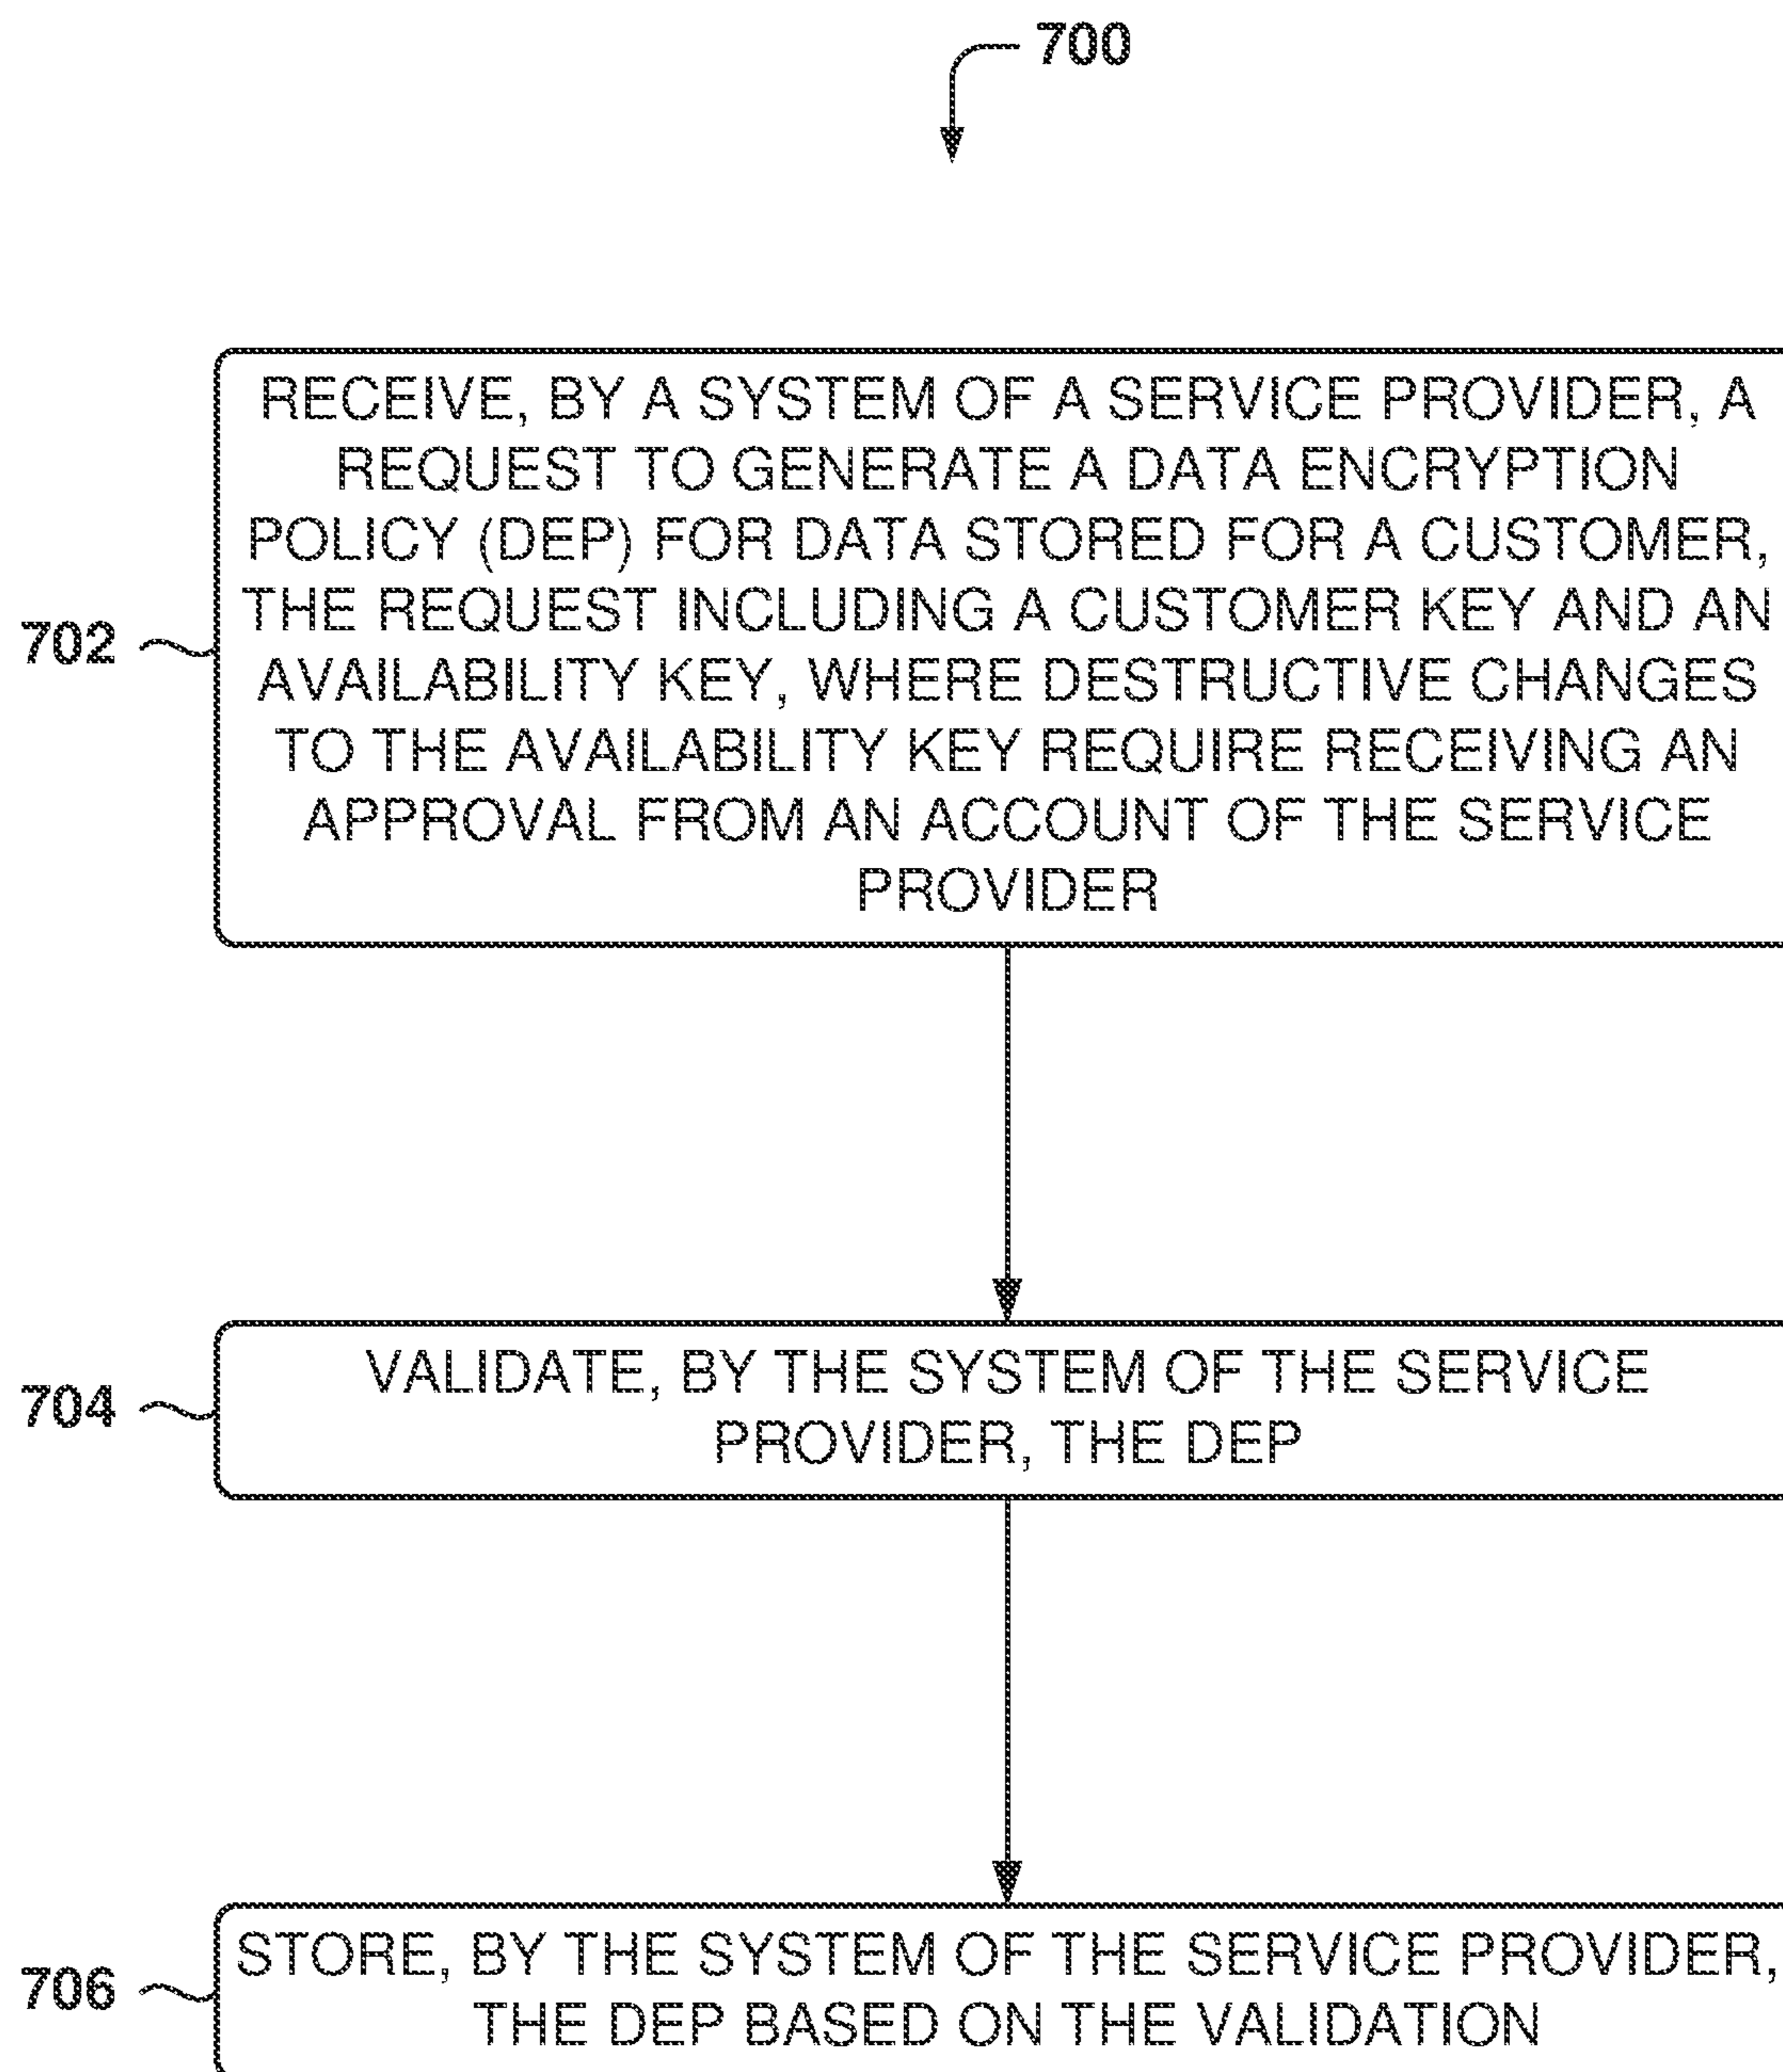 700
RECEIVE, BY A SYSTEM OF A SERVICE PROVIDER, A
REQUEST TO GENERATE A DATA ENCRYPTION
POLICY (DEP) FOR DATA STORED FOR A CUSTOMER,
THE REQUEST INCLUDING A CUSTOMER KEY AND AN
AVAILABILITY KEY, WHERE DESTRUCTIVE CHANGES
TO THE AVAILABILITY KEY REQUIRE RECEIVING AN
APPROVAL FROM AN ACCOUNT OF THE SERVICE
PROVIDER
702
VALIDATE, BY THE SYSTEM OF THE SERVICE
PROVIDER, THE DEP
704
STORE, BY THE SYSTEM OF THE SERVICE PROVIDER,
THE DEP BASED ON THE VALIDATION
706